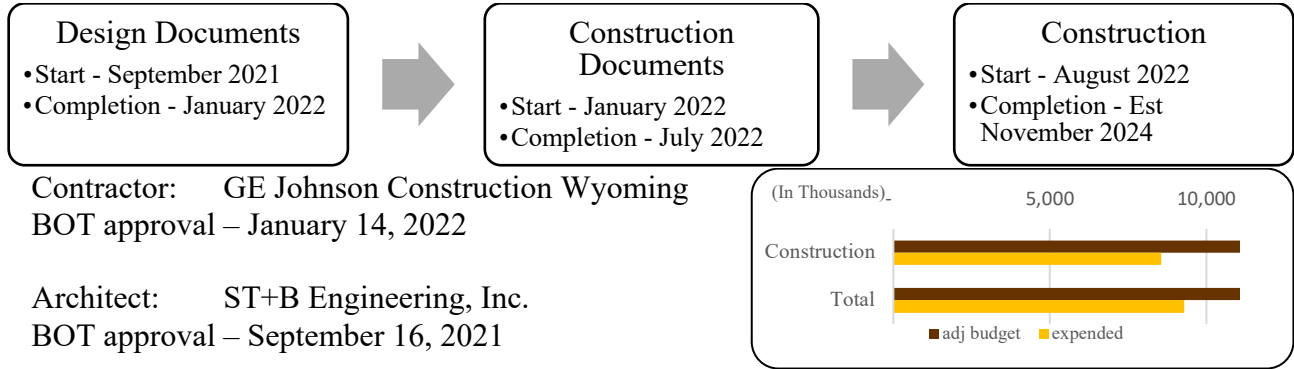 Design Documents
•Start - September 2021
•Completion - January 2022
Construction
Documents
•Start - January 2022
•Completion - July 2022
Construction
•Start - August 2022
•Completion - Est
November 2024
Contractor: GE Johnson Construction Wyoming
BOT approval – January 14, 2022
Architect: ST+B Engineering, Inc.
BOT approval – September 16, 2021
(In Thousands) - 5,000 10,000
Construction
Total
adj budget expended